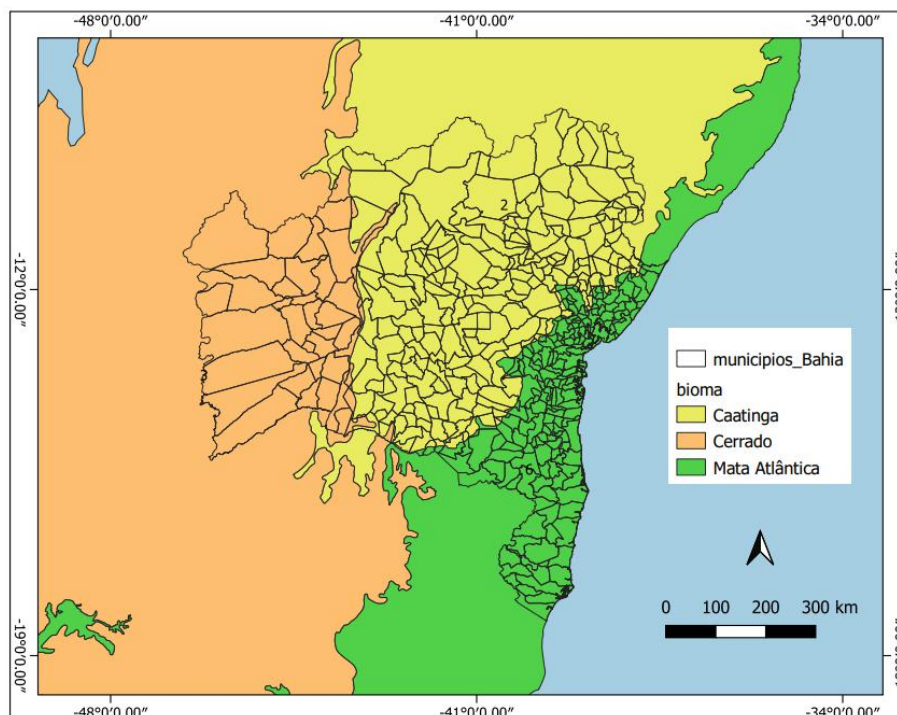 -48°0′0.00″ -41°0′0.00″ -34°0′0.00″
-12°0′0.00″
2
municipios_Bahia
bioma
Caatinga
Cerrado
Mata Atlântica
6
0 100 200 300 km
-19°0′0.00″
-48°0′0.00″ -41°0′0.00″ -34°0′0.00″